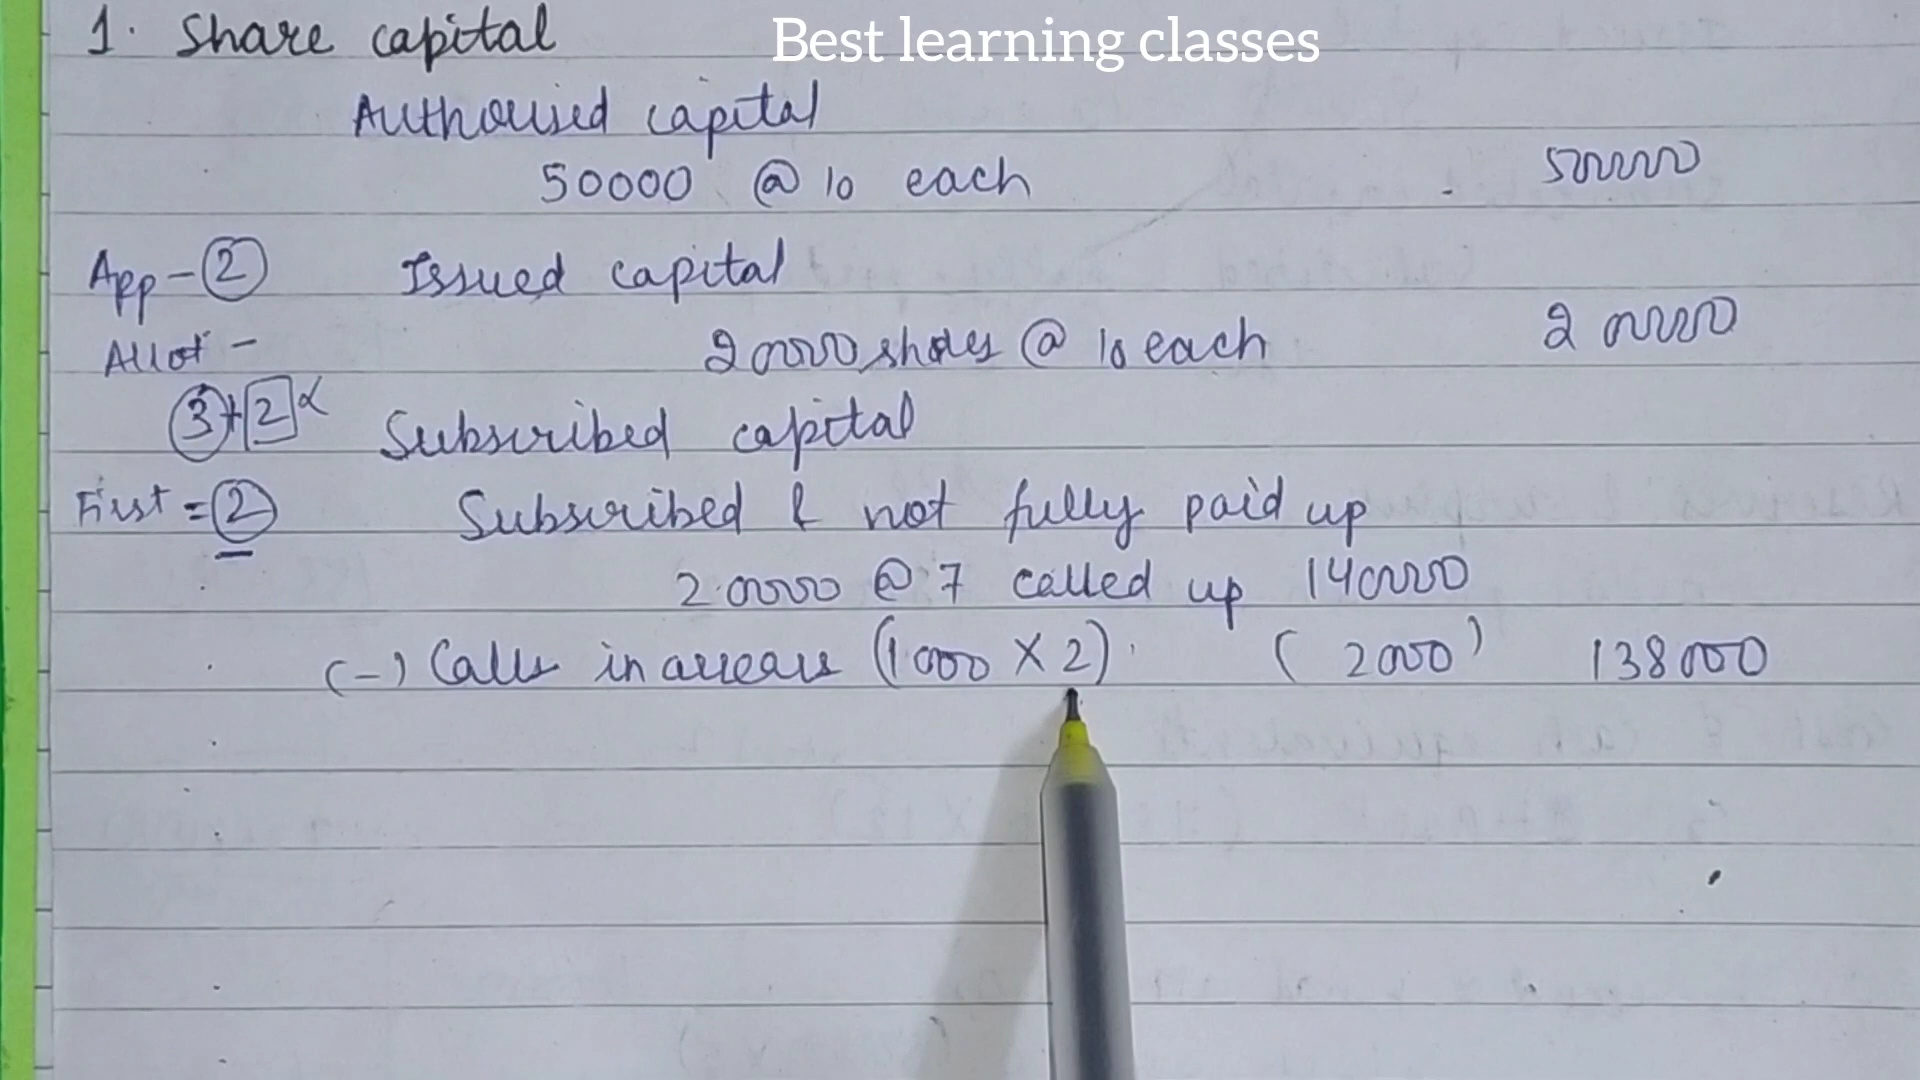 1. Share capital
Best learning classes
Authorised capital
50000 @ 10 each 500000
App - 2 Issued capital
Allot - 20000 shares @ 10 each 200000
3 + 2 Subscribed capital
First = 2 Subscribed & not fully paid up
20000 @ 7 called up 140000
(-) Calls in arrears (1000 X 2) (2000) 138000